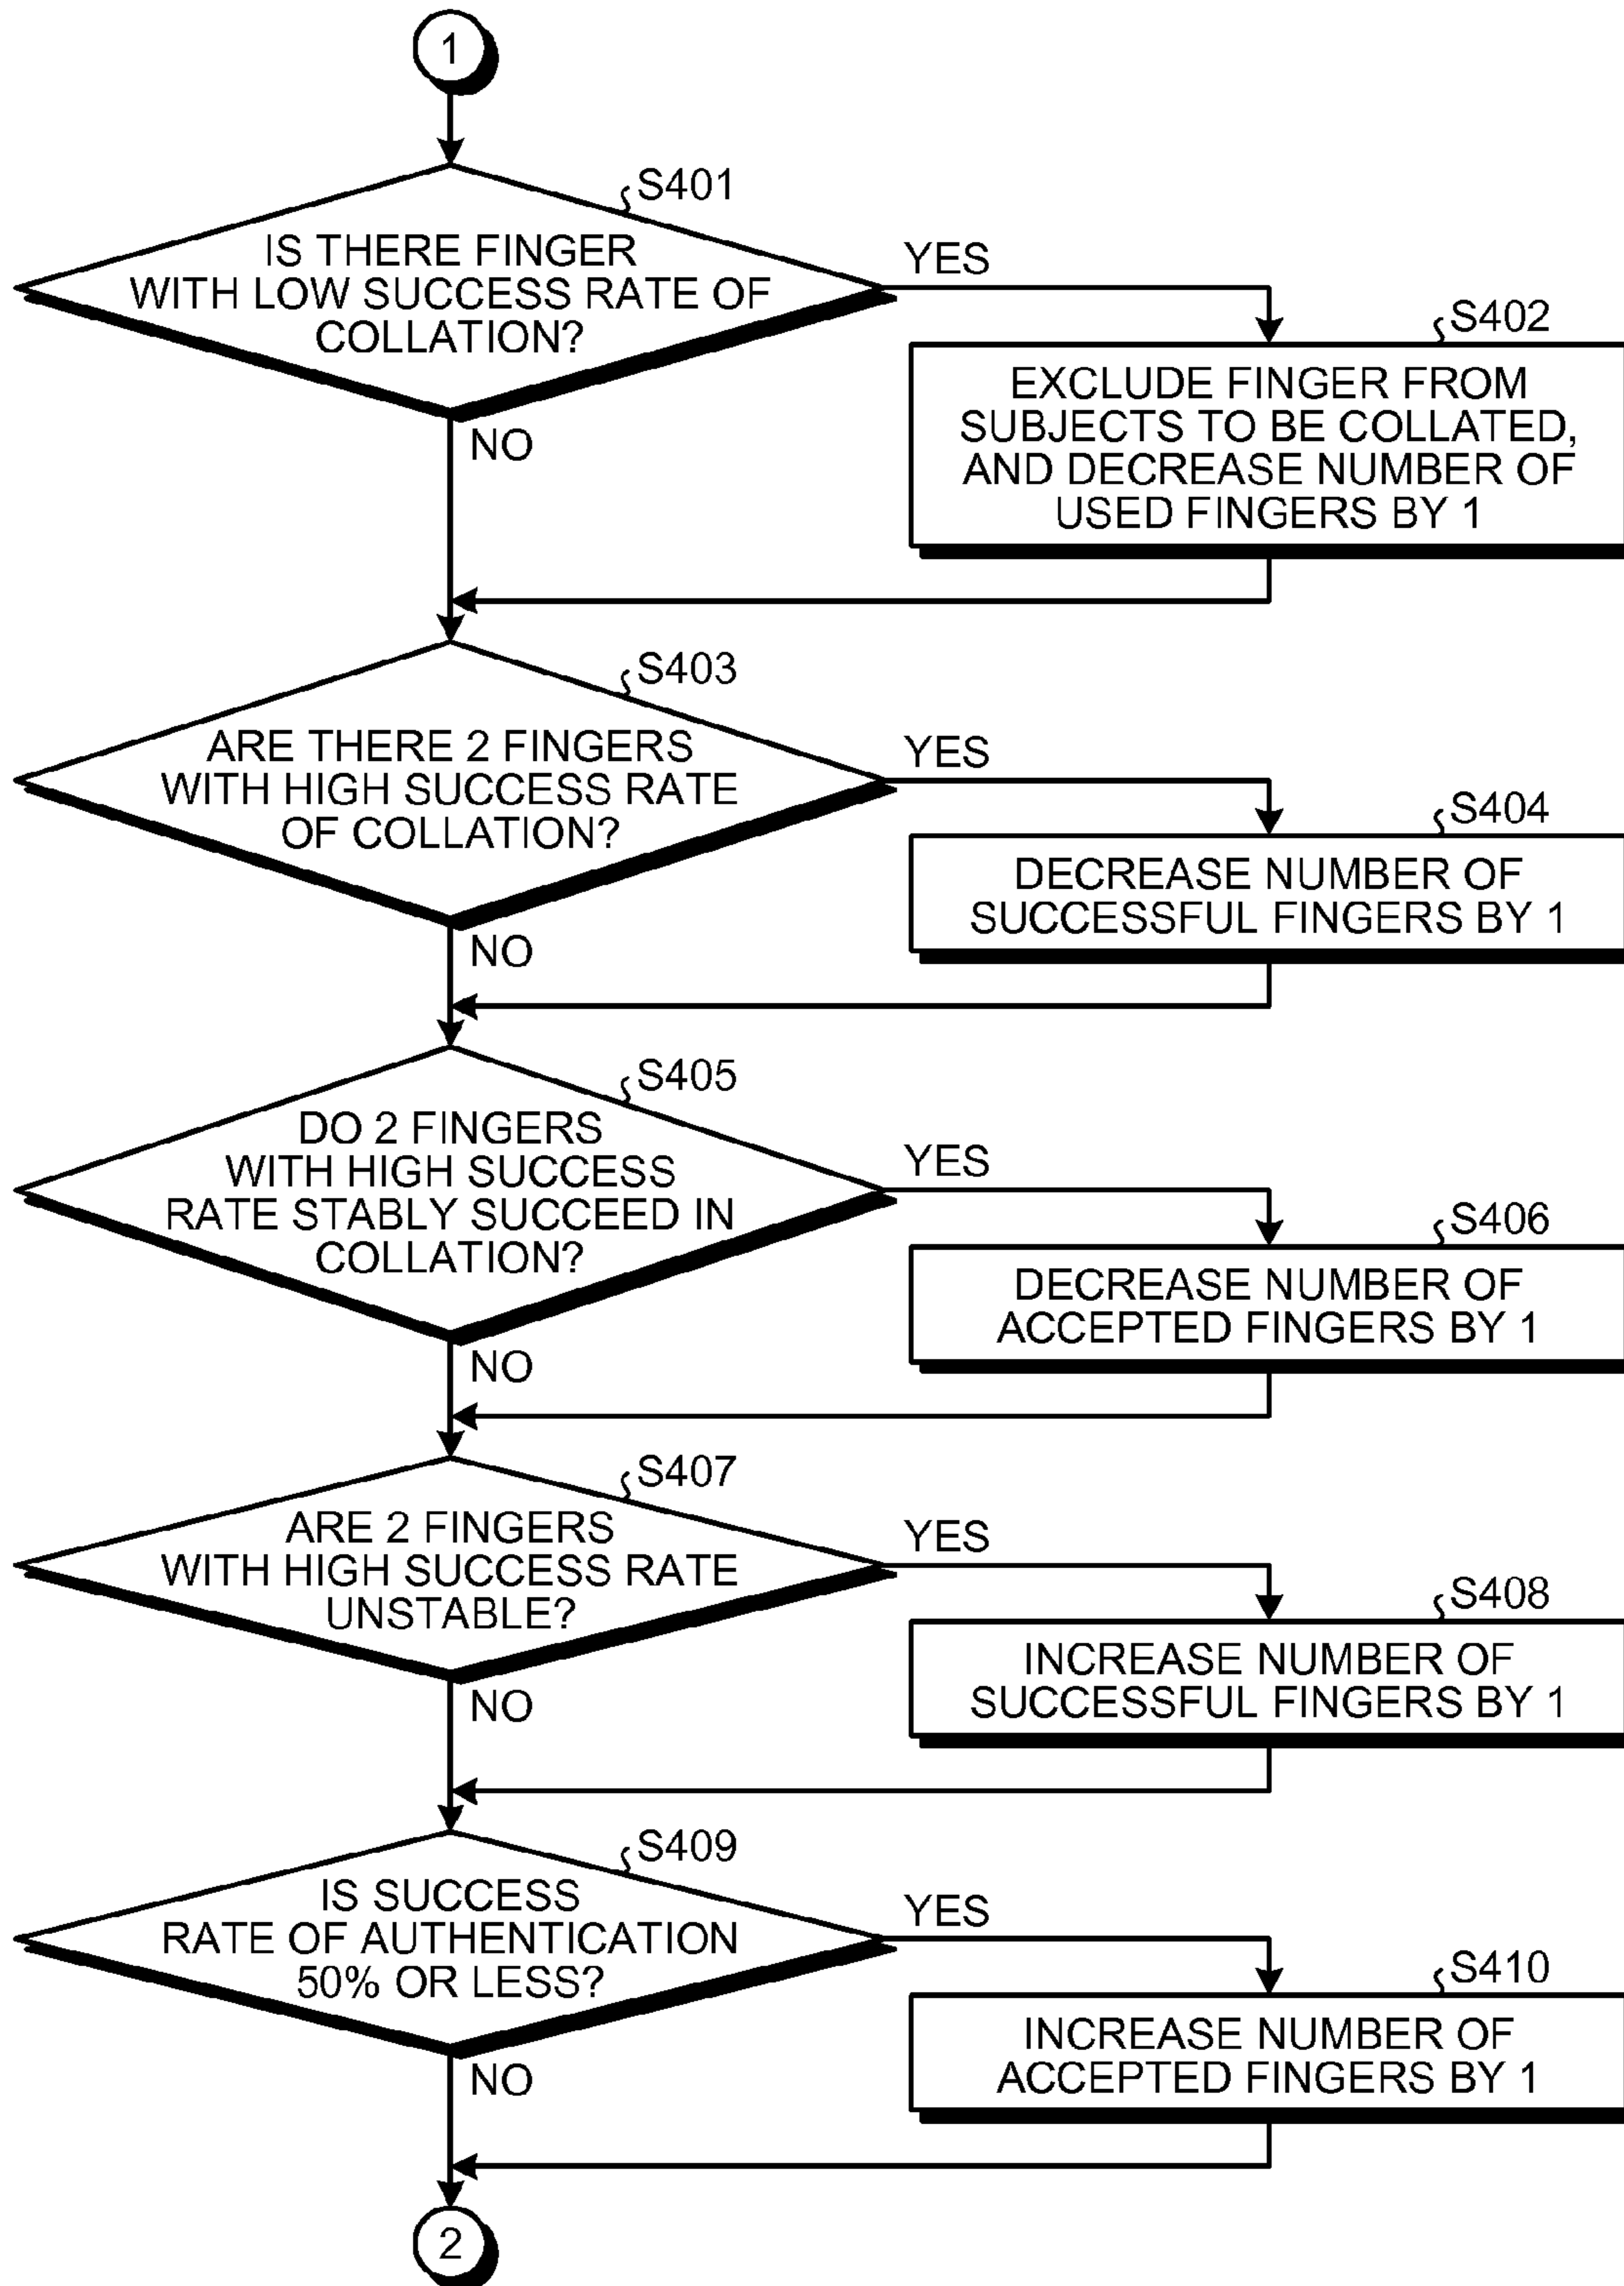 1
S401
IS THERE FINGER
WITH LOW SUCCESS RATE OF
COLLATION?
YES
NO
S402
EXCLUDE FINGER FROM
SUBJECTS TO BE COLLATED,
AND DECREASE NUMBER OF
USED FINGERS BY 1
S403
ARE THERE 2 FINGERS
WITH HIGH SUCCESS RATE
OF COLLATION?
YES
NO
S404
DECREASE NUMBER OF
SUCCESSFUL FINGERS BY 1
S405
DO 2 FINGERS
WITH HIGH SUCCESS
RATE STABLY SUCCEED IN
COLLATION?
YES
NO
S406
DECREASE NUMBER OF
ACCEPTED FINGERS BY 1
S407
ARE 2 FINGERS
WITH HIGH SUCCESS RATE
UNSTABLE?
YES
NO
S408
INCREASE NUMBER OF
SUCCESSFUL FINGERS BY 1
S409
IS SUCCESS
RATE OF AUTHENTICATION
50% OR LESS?
YES
NO
S410
INCREASE NUMBER OF
ACCEPTED FINGERS BY 1
2